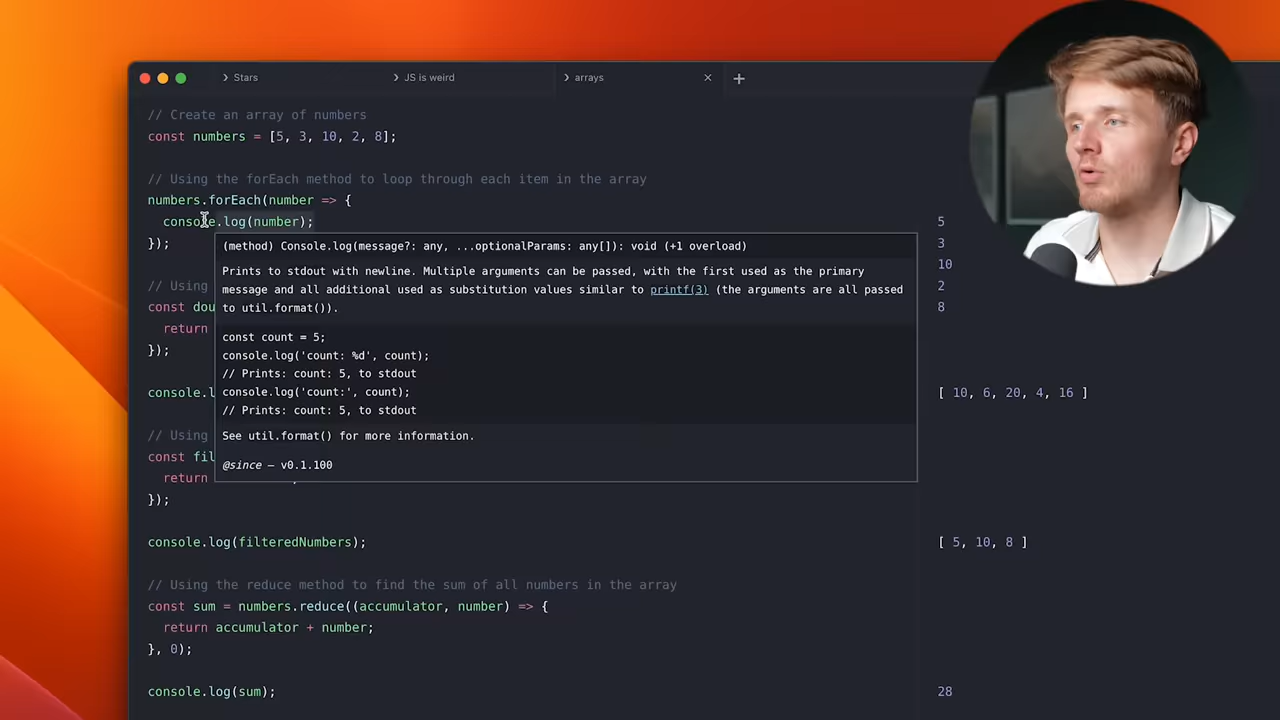 Stars
JS is weird
arrays
// Create an array of numbers
const numbers = [5, 3, 10, 2, 8];
// Using the forEach method to loop through each item in the array
numbers.forEach(number => {
console.log(number);
5
});
3
(method) Console.log(message?: any, ...optionalParams: any[]): void (+1 overload)
Prints to stdout with newline. Multiple arguments can be passed, with the first used as the primary
message and all additional used as substitution values similar to printf(3) (the arguments are all passed
to util.format()).
const count = 5;
console.log('count: %d', count);
// Prints: count: 5, to stdout
console.log('count:', count);
// Prints: count: 5, to stdout
See util.format() for more information.
@since — v0.1.100
10
// Using
2
const dou
8
return
});
console.l
[ 10, 6, 20, 4, 16 ]
// Using
const fil
return
});
console.log(filteredNumbers);
[ 5, 10, 8 ]
// Using the reduce method to find the sum of all numbers in the array
const sum = numbers.reduce((accumulator, number) => {
return accumulator + number;
}, 0);
console.log(sum);
28